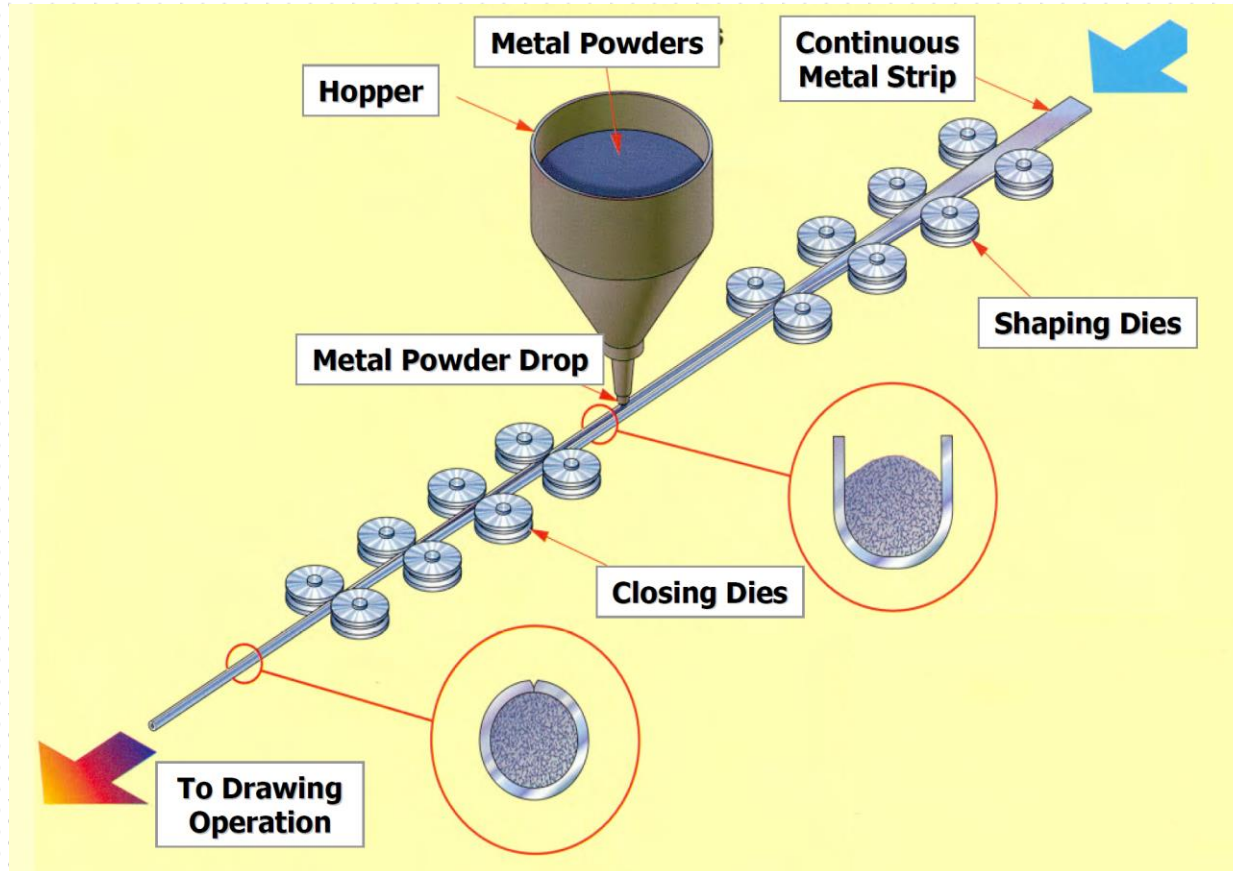 Metal Powders
Continuous
Metal Strip
Hopper
Shaping Dies
Metal Powder Drop
Closing Dies
To Drawing
Operation